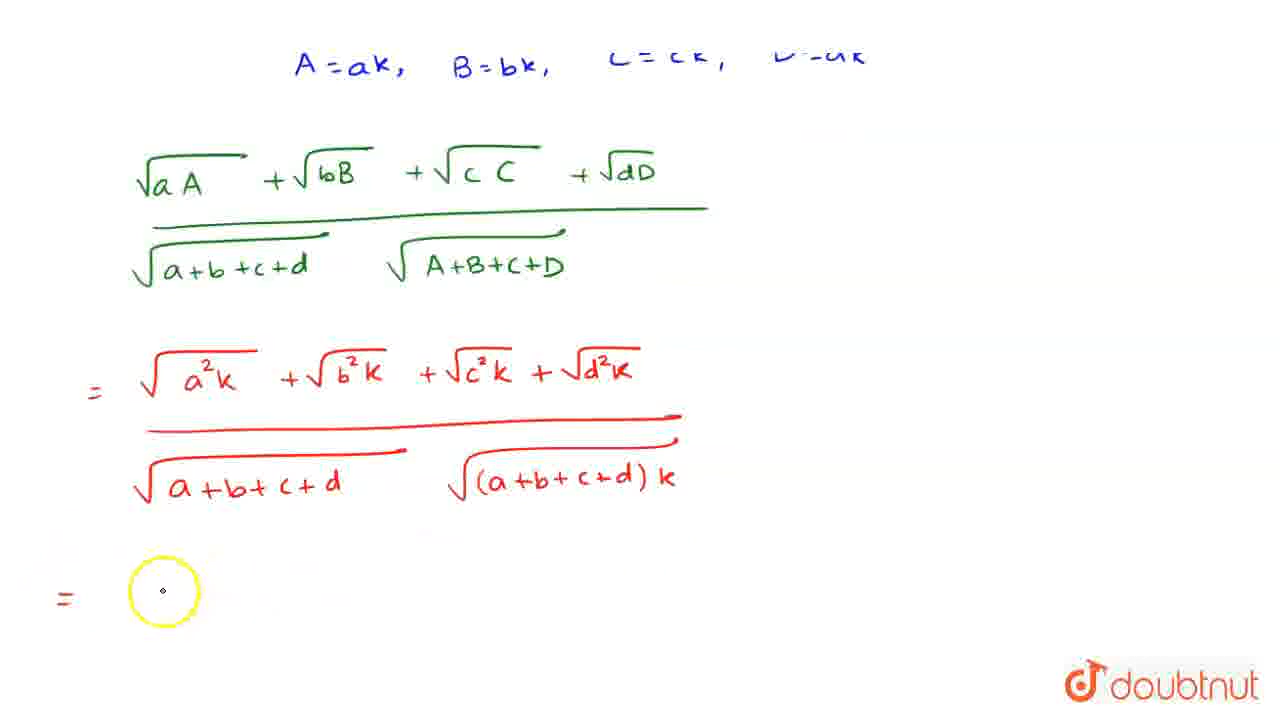 A = ak, B = bk,
√aA + √bB + √cC + √dD
√a+b+c+d √A+B+C+D
= √a²k + √b²k + √c²k + √d²k
√a+b+c+d √(a+b+c+d)k
=
doubtnut